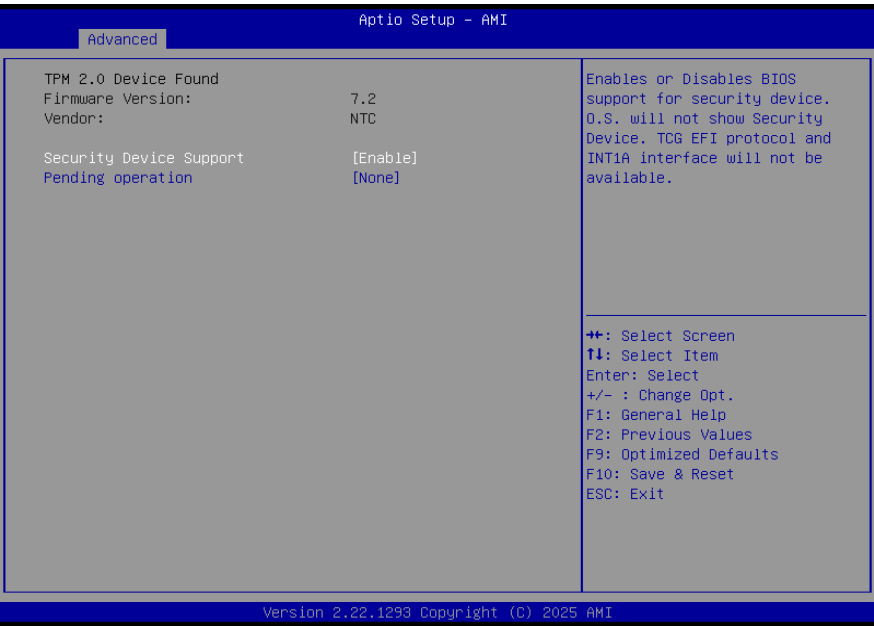 Aptio Setup - AMI
Advanced
TPM 2.0 Device Found
Firmware Version: 7.2
Vendor: NTC
Security Device Support [Enable]
Pending operation [None]
Enables or Disables BIOS
support for security device.
O.S. will not show Security
Device. TCG EFI protocol and
INT1A interface will not be
available.
→←: Select Screen
↑↓: Select Item
Enter: Select
+/- : Change Opt.
F1: General Help
F2: Previous Values
F9: Optimized Defaults
F10: Save & Reset
ESC: Exit
Version 2.22.1293 Copyright (C) 2025 AMI